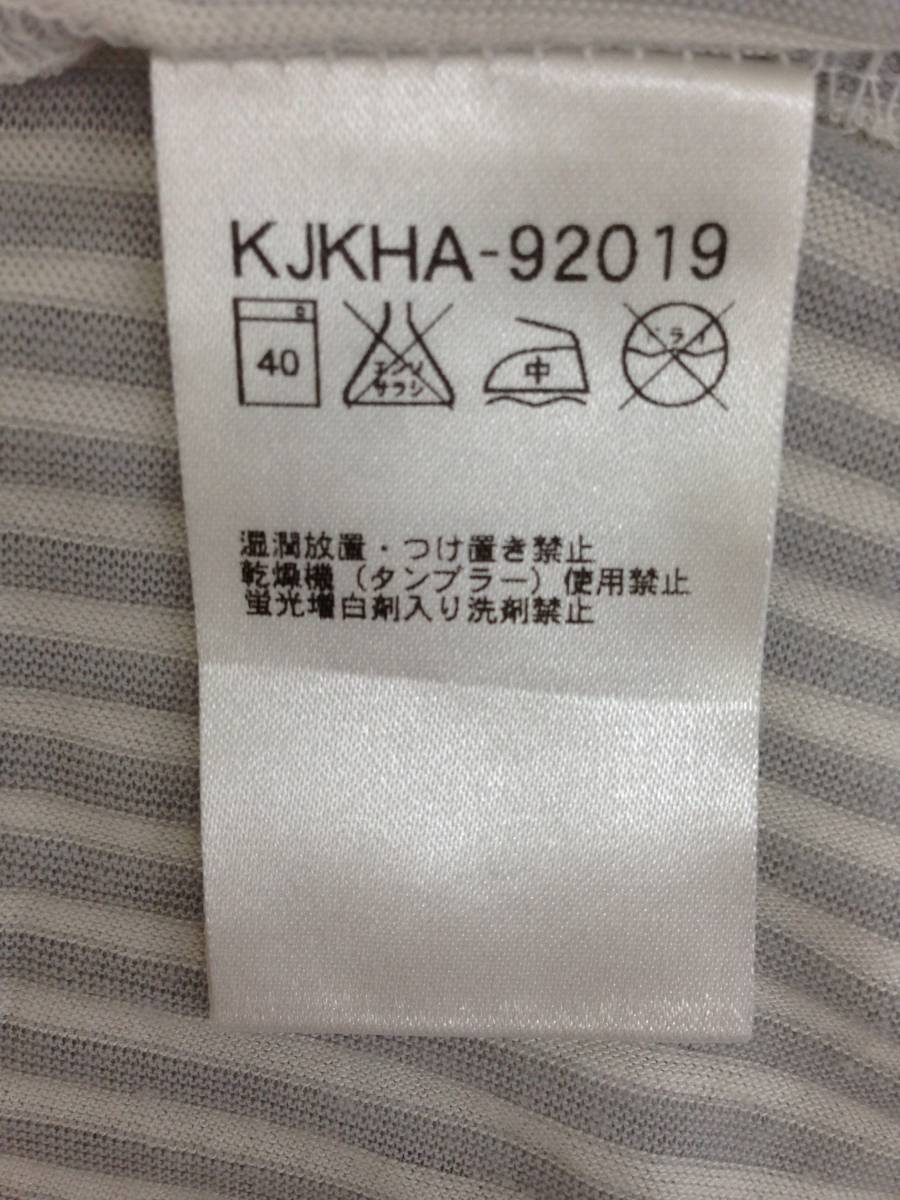 KJKHA-92019
40 エンソ サラシ 中 ドライ
湿潤放置・つけ置き禁止
乾燥機（タンブラー）使用禁止
蛍光増白剤入り洗剤禁止